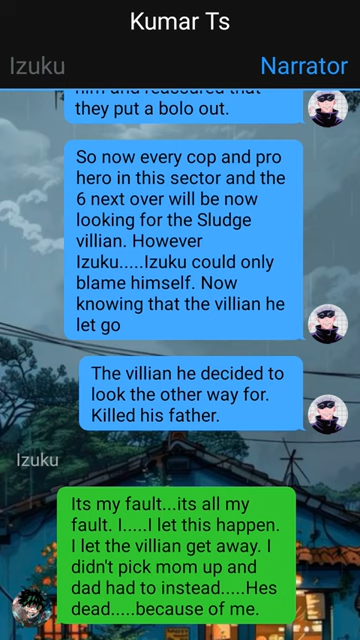 Kumar Ts
Izuku
Narrator
him and reassured that
they put a bolo out.
So now every cop and pro
hero in this sector and the
6 next over will be now
looking for the Sludge
villian. However
Izuku.....Izuku could only
blame himself. Now
knowing that the villian he
let go
The villian he decided to
look the other way for.
Killed his father.
Izuku
Its my fault...its all my
fault. I.....I let this happen.
I let the villian get away. I
didn't pick mom up and
dad had to instead.....Hes
dead.....because of me.